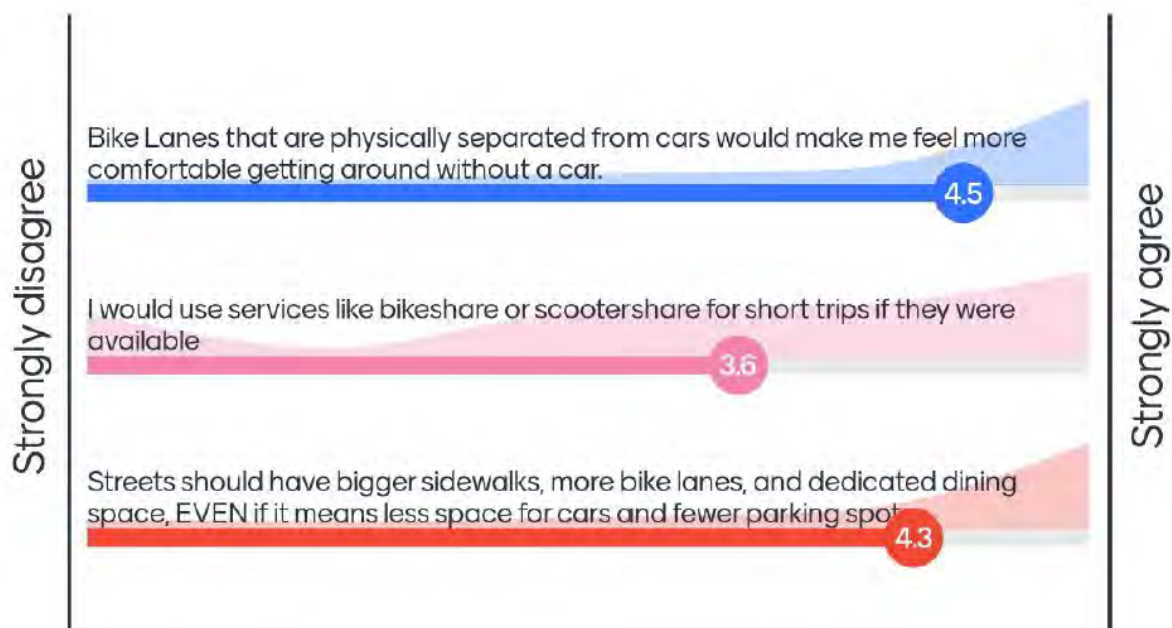 Strongly disagree
Bike Lanes that are physically separated from cars would make me feel more
comfortable getting around without a car.
4.5
I would use services like bikeshare or scootershare for short trips if they were
available
3.6
Streets should have bigger sidewalks, more bike lanes, and dedicated dining
space, EVEN if it means less space for cars and fewer parking spot
4.3
Strongly agree